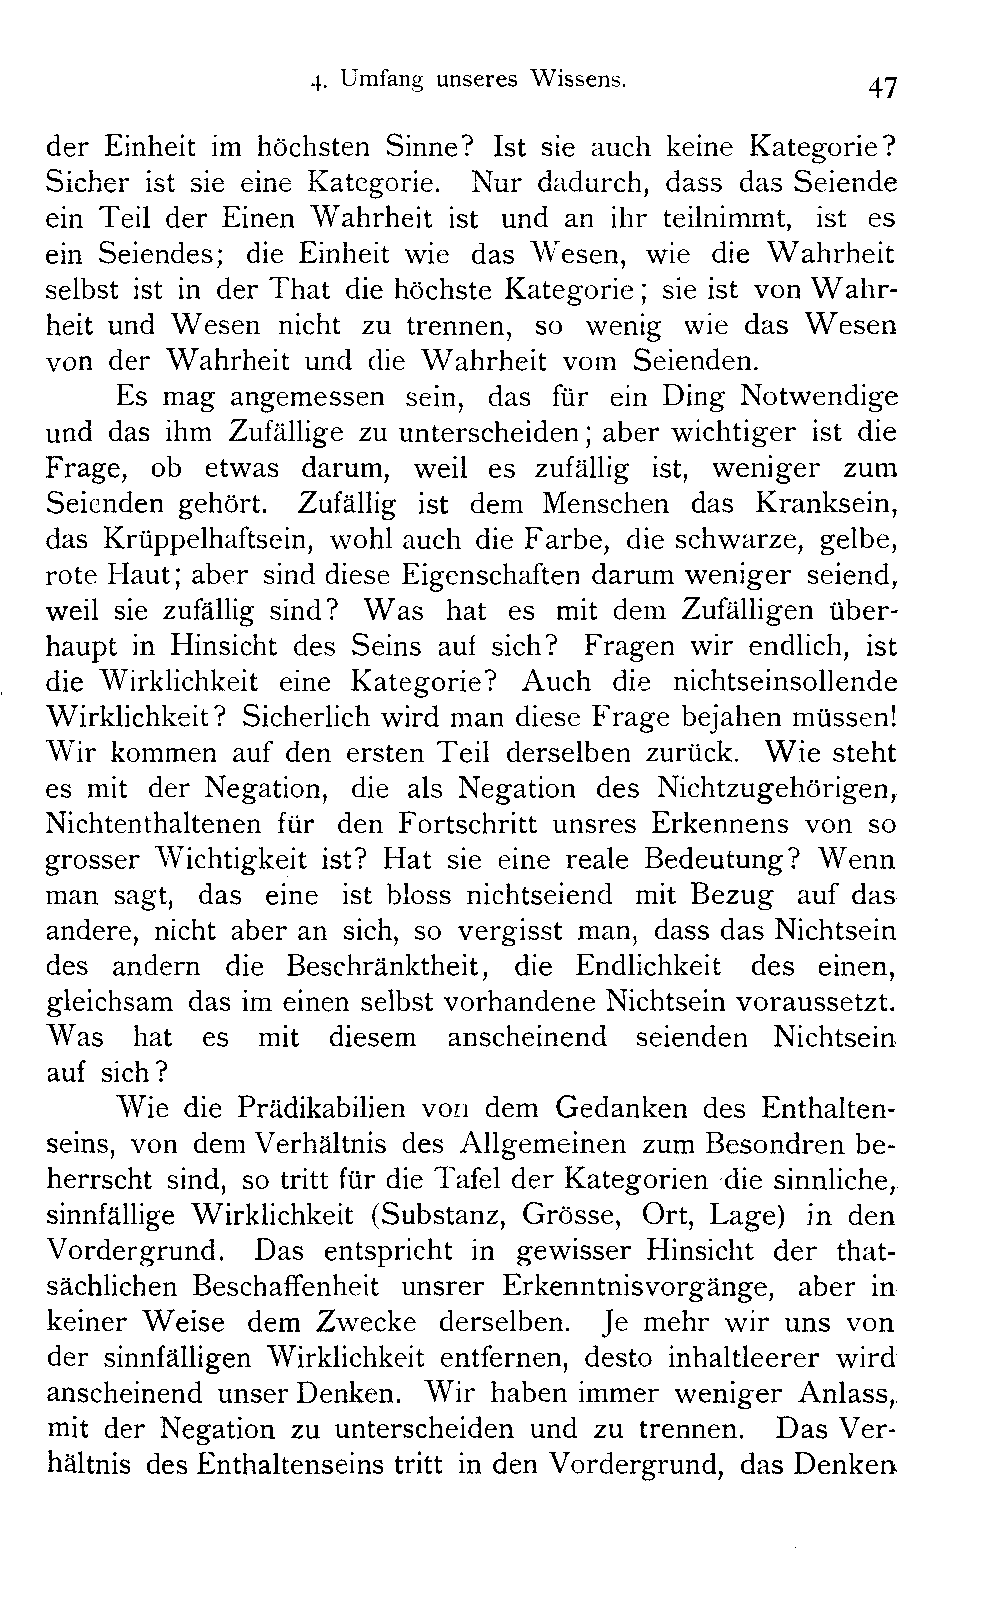 4. Umfang unseres Wissens. 47
der Einheit im höchsten Sinne? Ist sie auch keine Kategorie?
Sicher ist sie eine Kategorie. Nur dadurch, dass das Seiende
ein Teil der Einen Wahrheit ist und an ihr teilnimmt, ist es
ein Seiendes; die Einheit wie das Wesen, wie die Wahrheit
selbst ist in der That die höchste Kategorie; sie ist von Wahr-
heit und Wesen nicht zu trennen, so wenig wie das Wesen
von der Wahrheit und die Wahrheit vom Seienden.
Es mag angemessen sein, das für ein Ding Notwendige
und das ihm Zufällige zu unterscheiden; aber wichtiger ist die
Frage, ob etwas darum, weil es zufällig ist, weniger zum
Seienden gehört. Zufällig ist dem Menschen das Kranksein,
das Krüppelhaftsein, wohl auch die Farbe, die schwarze, gelbe,
rote Haut; aber sind diese Eigenschaften darum weniger seiend,
weil sie zufällig sind? Was hat es mit dem Zufälligen über-
haupt in Hinsicht des Seins auf sich? Fragen wir endlich, ist
die Wirklichkeit eine Kategorie? Auch die nichtseinsollende
Wirklichkeit? Sicherlich wird man diese Frage bejahen müssen!
Wir kommen auf den ersten Teil derselben zurück. Wie steht
es mit der Negation, die als Negation des Nichtzugehörigen,
Nichtenthaltenen für den Fortschritt unsres Erkennens von so
grosser Wichtigkeit ist? Hat sie eine reale Bedeutung? Wenn
man sagt, das eine ist bloss nichtseiend mit Bezug auf das
andere, nicht aber an sich, so vergisst man, dass das Nichtsein
des andern die Beschränktheit, die Endlichkeit des einen,
gleichsam das im einen selbst vorhandene Nichtsein voraussetzt.
Was hat es mit diesem anscheinend seienden Nichtsein
auf sich?
Wie die Prädikabilien von dem Gedanken des Enthalten-
seins, von dem Verhältnis des Allgemeinen zum Besondren be-
herrscht sind, so tritt für die Tafel der Kategorien die sinnliche,
sinnfällige Wirklichkeit (Substanz, Grösse, Ort, Lage) in den
Vordergrund. Das entspricht in gewisser Hinsicht der that-
sächlichen Beschaffenheit unsrer Erkenntnisvorgänge, aber in
keiner Weise dem Zwecke derselben. Je mehr wir uns von
der sinnfälligen Wirklichkeit entfernen, desto inhaltleerer wird
anscheinend unser Denken. Wir haben immer weniger Anlass,
mit der Negation zu unterscheiden und zu trennen. Das Ver-
hältnis des Enthaltenseins tritt in den Vordergrund, das Denken